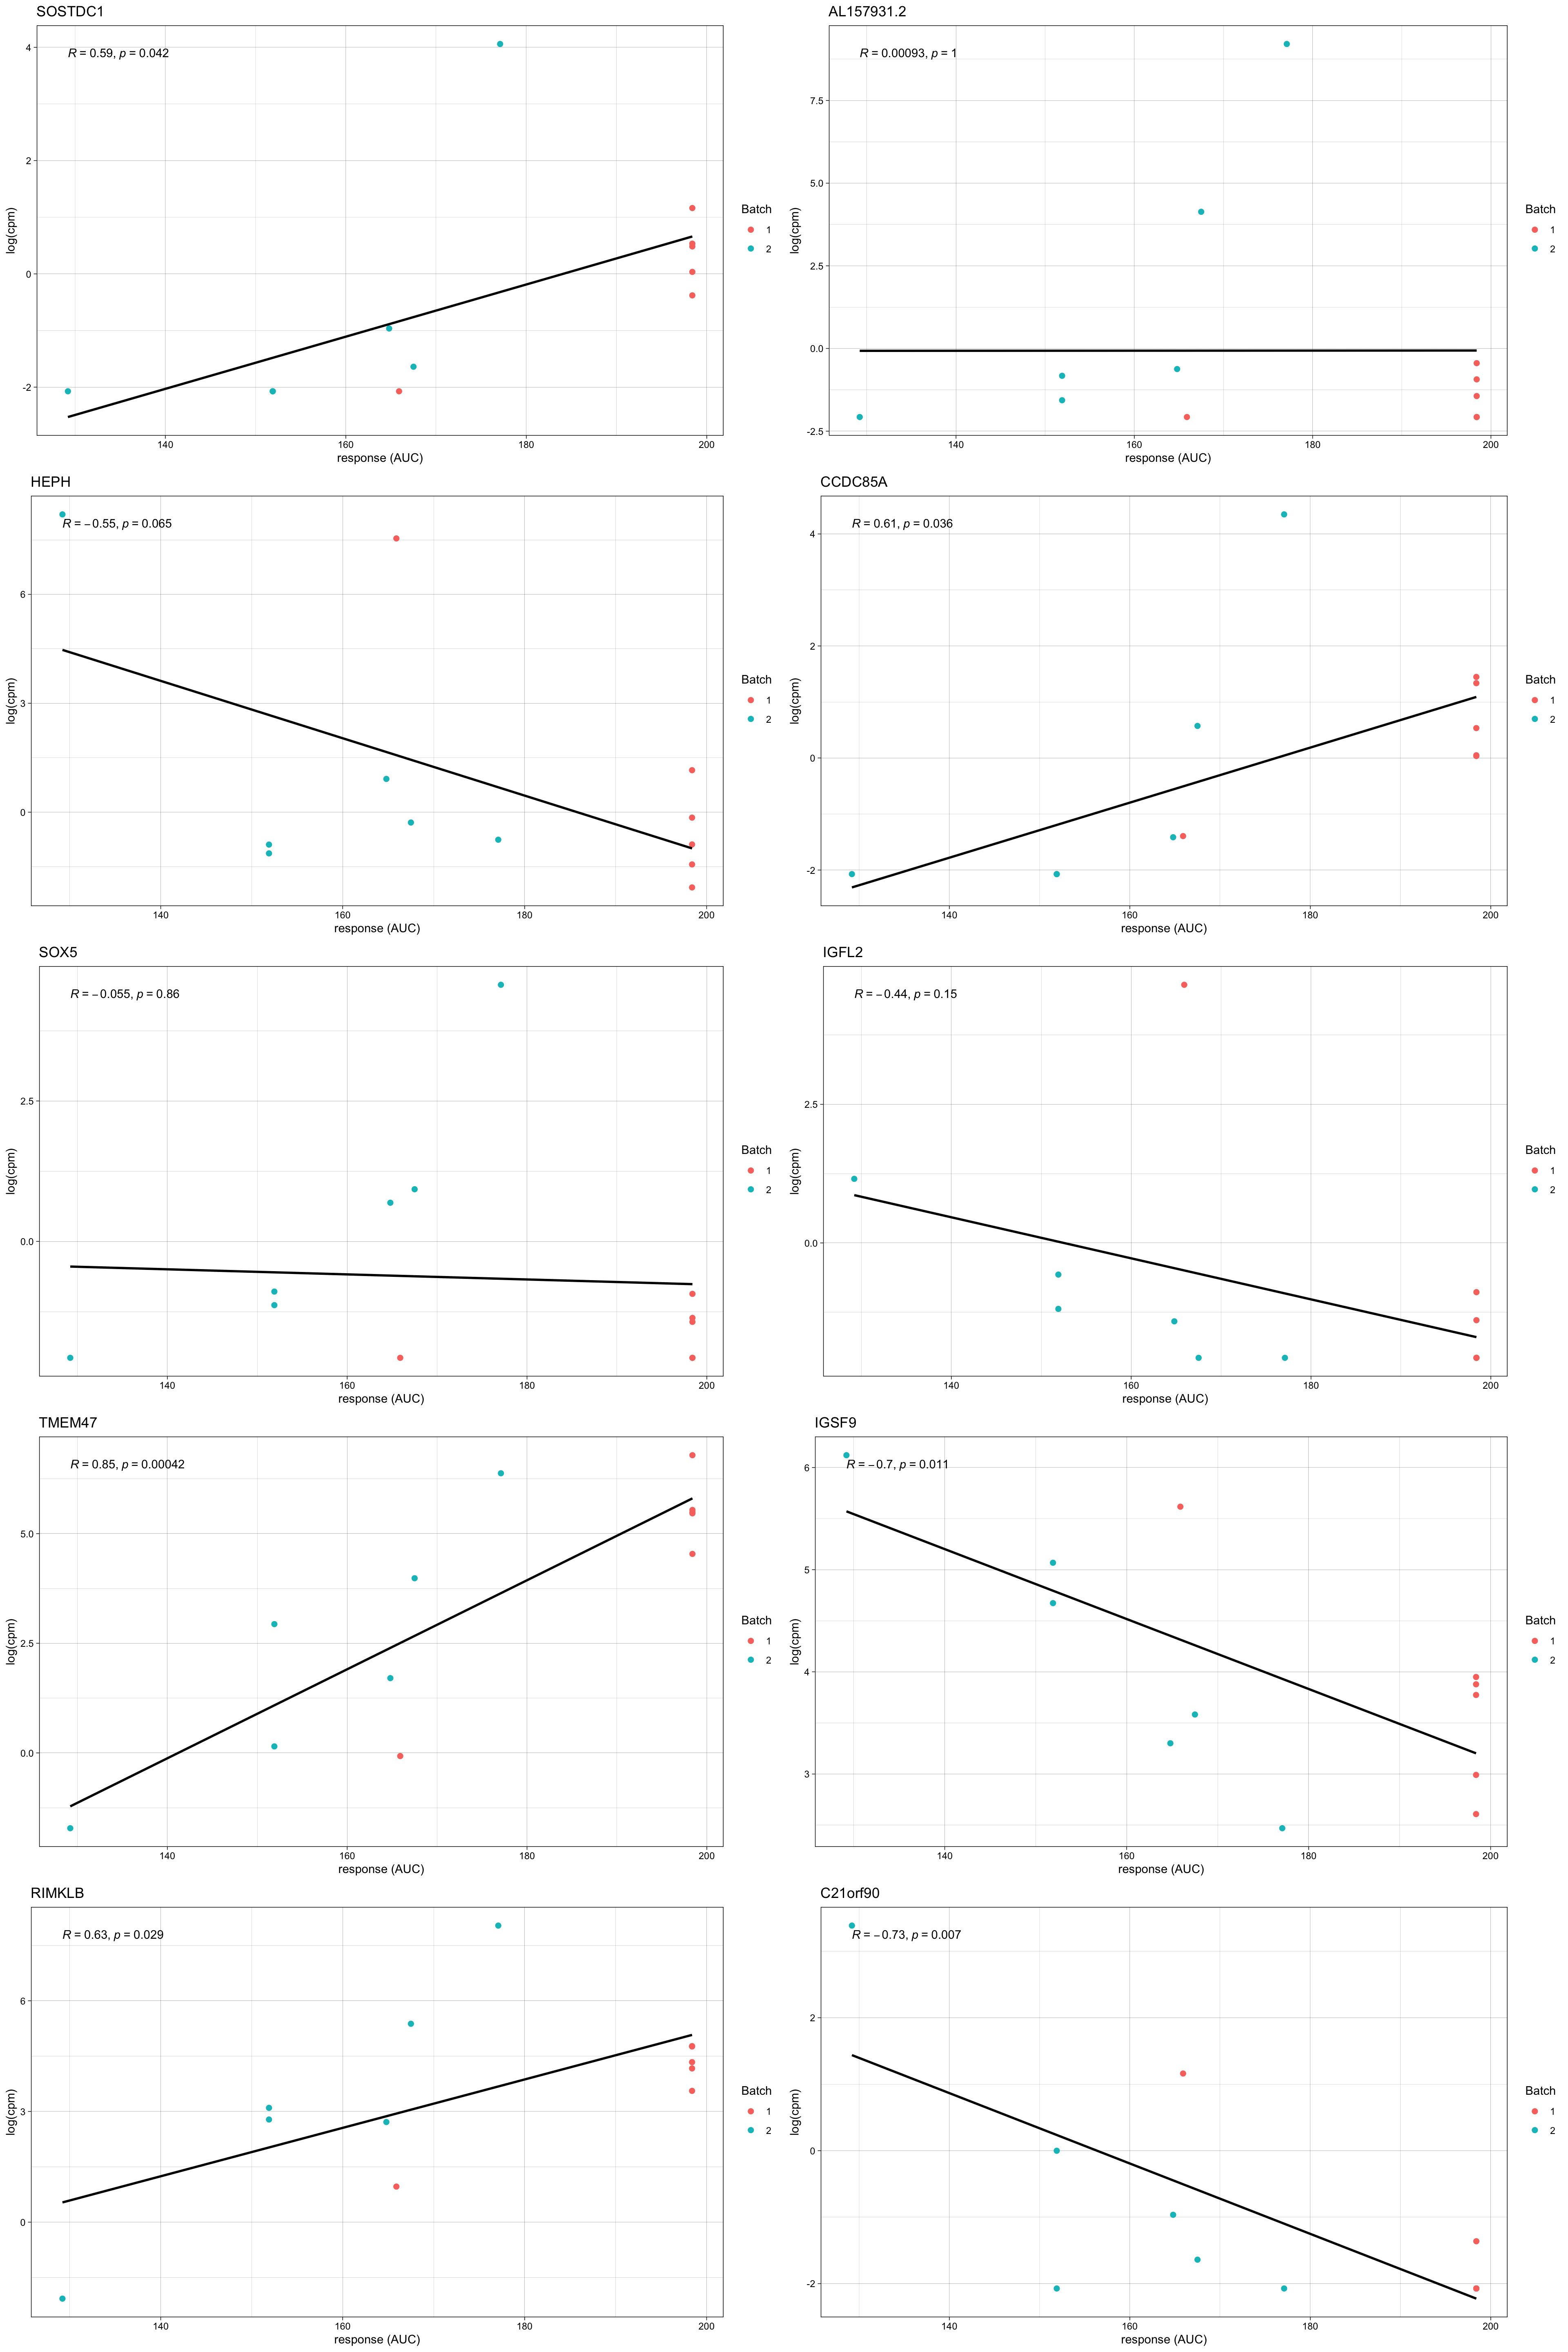 SOSTDC1
R = 0.59, p = 0.042
4
2
0
-2
log(cpm)
140 160 180 200
response (AUC)
Batch
1
2
AL157931.2
R = 0.00093, p = 1
7.5
5.0
2.5
0.0
-2.5
log(cpm)
140 160 180 200
response (AUC)
Batch
1
2
HEPH
R = −0.55, p = 0.065
6
3
0
log(cpm)
140 160 180 200
response (AUC)
Batch
1
2
CCDC85A
R = 0.61, p = 0.036
4
2
0
-2
log(cpm)
140 160 180 200
response (AUC)
Batch
1
2
SOX5
R = −0.055, p = 0.86
2.5
0.0
log(cpm)
140 160 180 200
response (AUC)
Batch
1
2
IGFL2
R = −0.44, p = 0.15
2.5
0.0
log(cpm)
140 160 180 200
response (AUC)
Batch
1
2
TMEM47
R = 0.85, p = 0.00042
5.0
2.5
0.0
log(cpm)
140 160 180 200
response (AUC)
Batch
1
2
IGSF9
R = −0.7, p = 0.011
6
5
4
3
log(cpm)
140 160 180 200
response (AUC)
Batch
1
2
RIMKLB
R = 0.63, p = 0.029
6
3
0
log(cpm)
140 160 180 200
response (AUC)
Batch
1
2
C21orf90
R = −0.73, p = 0.007
2
0
-2
log(cpm)
140 160 180 200
response (AUC)
Batch
1
2